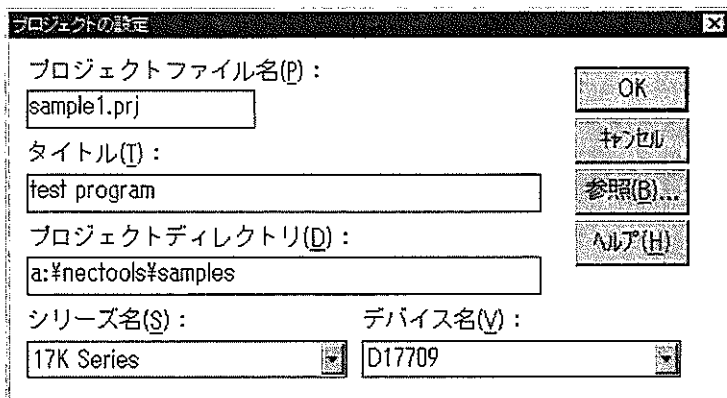 プロジェクトの設定
プロジェクトファイル名(P)：
sample1.prj
タイトル(T)：
test program
プロジェクトディレクトリ(D)：
a:¥nectools¥samples
シリーズ名(S)：
17K Series
デバイス名(V)：
D17709
OK
キャンセル
参照(B)...
ヘルプ(H)